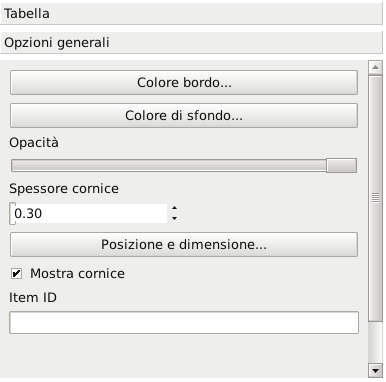 Tabella
Opzioni generali
Colore bordo...
Colore di sfondo...
Opacità
Spessore cornice
0.30
Posizione e dimensione...
Mostra cornice
Item ID